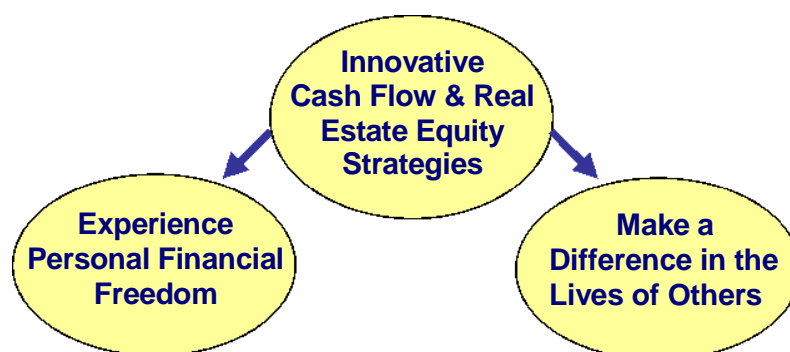 Innovative
Cash Flow & Real
Estate Equity
Strategies
Experience
Personal Financial
Freedom
Make a
Difference in the
Lives of Others